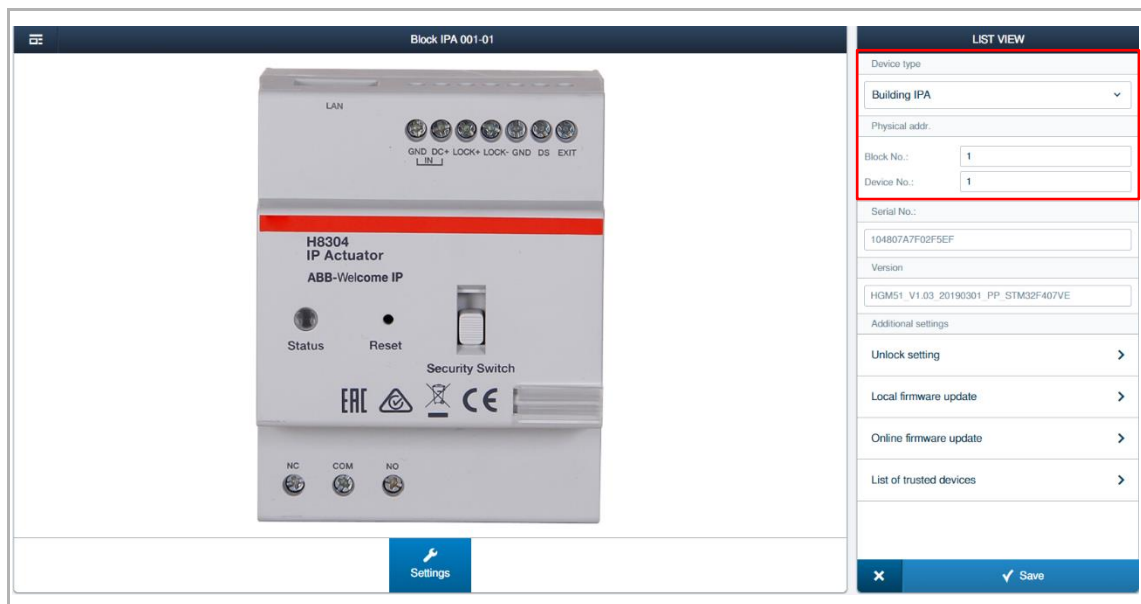 Block IPA 001-01
LAN
GND DC+ LOCK+ LOCK- GND DS EXIT
IN
H8304
IP Actuator
ABB-Welcome IP
Status
Reset
Security Switch
EAC
CE
NC COM NO
Settings
LIST VIEW
Device type
Building IPA
Physical addr.
Block No.: 1
Device No.: 1
Serial No.:
104807A7F02F5EF
Version
HGM51_V1.03_20190301_PP_STM32F407VE
Additional settings
Unlock setting
Local firmware update
Online firmware update
List of trusted devices
Save